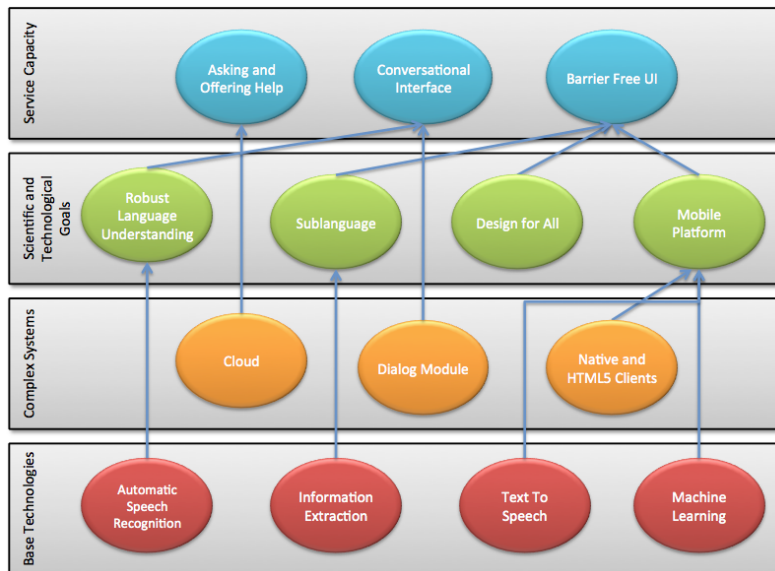 Service Capacity
Asking and
Offering Help
Conversational
Interface
Barrier Free UI
Scientific and
Technological
Goals
Robust
Language
Understanding
Sublanguage
Design for All
Mobile
Platform
Complex Systems
Cloud
Dialog Module
Native and
HTML5 Clients
Base Technologies
Automatic
Speech
Recognition
Information
Extraction
Text To
Speech
Machine
Learning